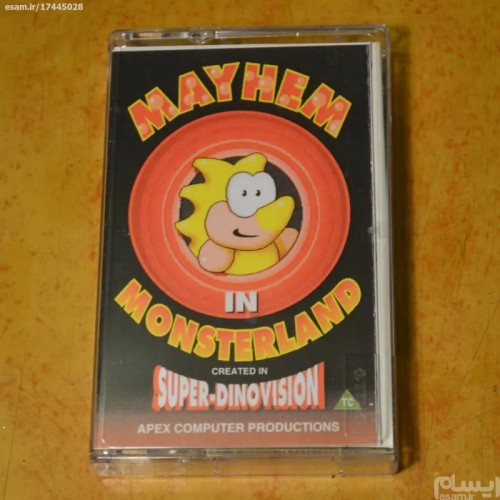 esam.ir/17445028
MAYHEM
IN
MONSTERLAND
CREATED IN
SUPER-DINOVISION
TC
APEX COMPUTER PRODUCTIONS
ایسام
esam.ir